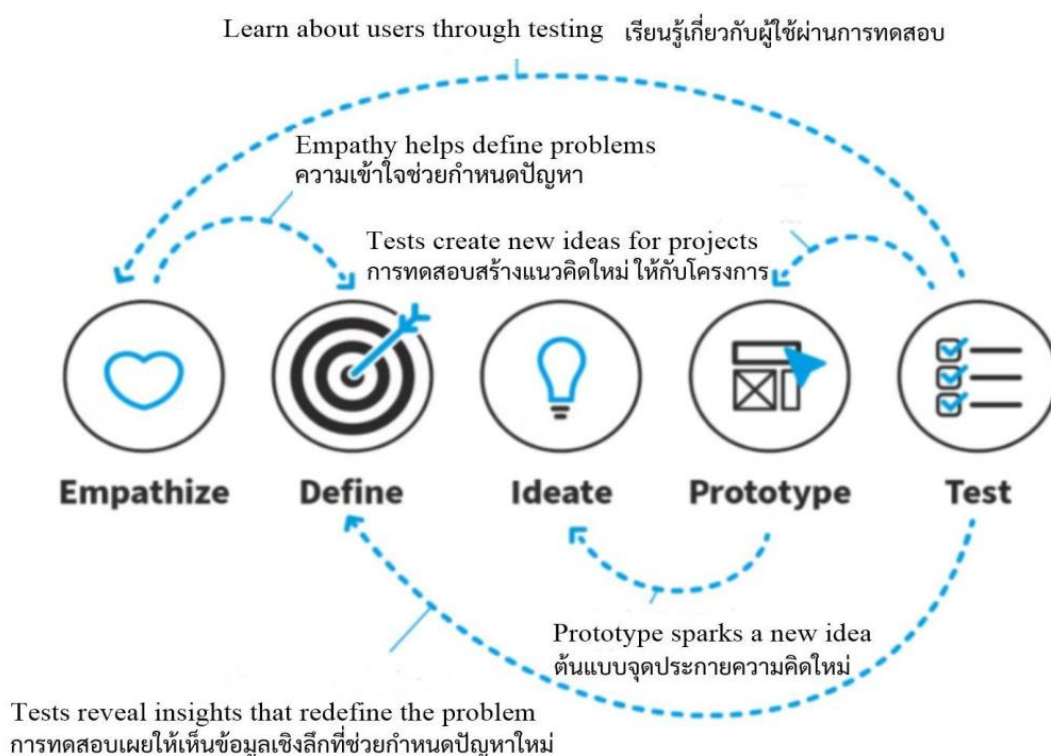 Learn about users through testing เรียนรู้เกี่ยวกับผู้ใช้ผ่านการทดสอบ
Empathy helps define problems
ความเข้าใจช่วยกำหนดปัญหา
Tests create new ideas for projects
การทดสอบสร้างแนวคิดใหม่ ให้กับโครงการ
Empathize Define Ideate Prototype Test
Prototype sparks a new idea
ต้นแบบจุดประกายความคิดใหม่
Tests reveal insights that redefine the problem
การทดสอบเผยให้เห็นข้อมูลเชิงลึกที่ช่วยกำหนดปัญหาใหม่